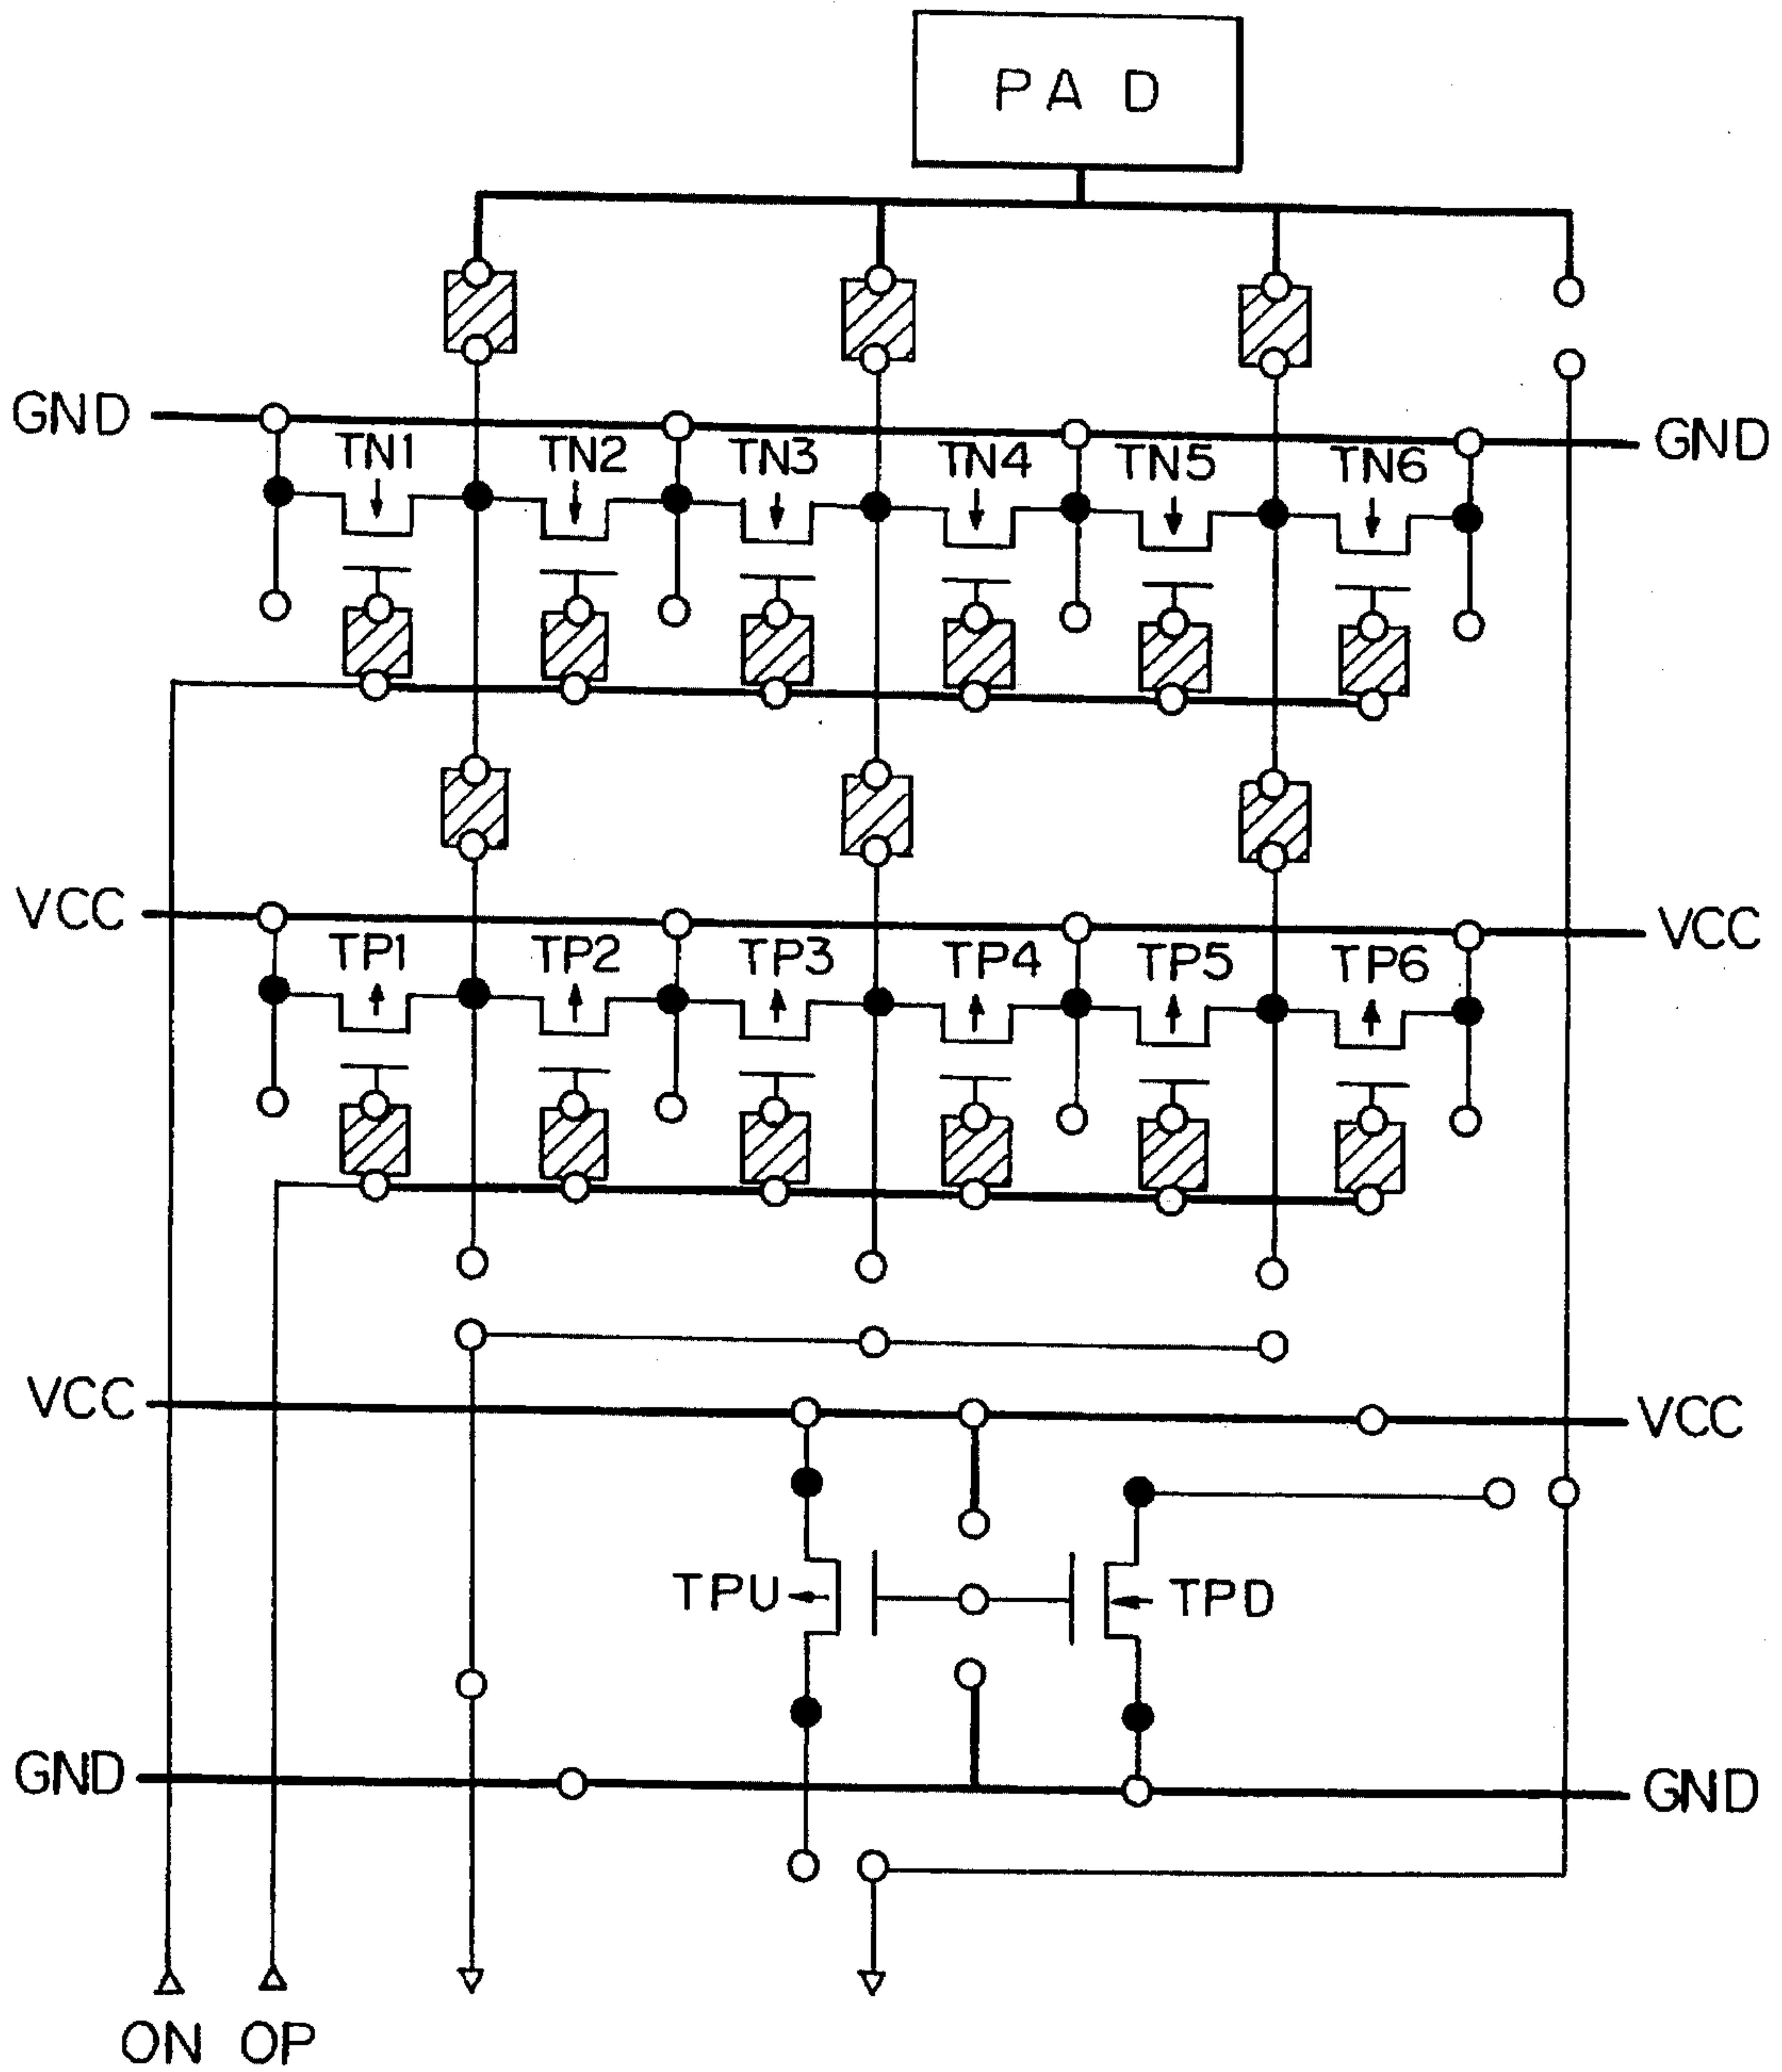 PAD
GND
GND
TN1 TN2 TN3 TN4 TN5 TN6
VCC
VCC
TP1 TP2 TP3 TP4 TP5 TP6
VCC
VCC
TPU
TPD
GND
GND
ON OP